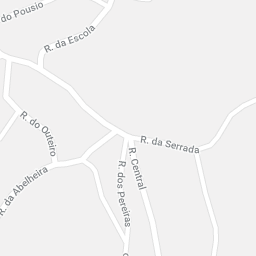 do Pousio
R. da Escola
R. do Outeiro
R. da Serrada
R. Central
R. dos Pereiras
R. da Abelheira